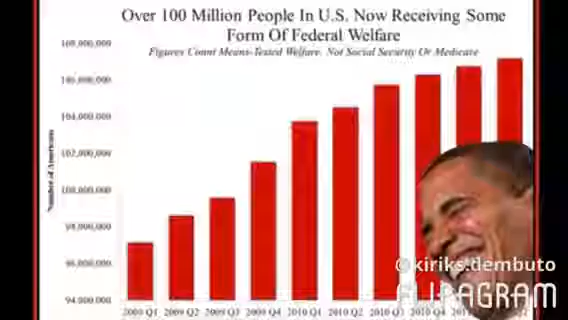 Over 100 Million People In U.S. Now Receiving Some
Form Of Federal Welfare
Figures Count Means-Tested Welfare. Not Social Security Or Medicare
108,000,000
106,000,000
104,000,000
102,000,000
100,000,000
98,000,000
96,000,000
94,000,000
Number of Americans
2009 Q1 2009 Q2 2009 Q3 2009 Q4 2010 Q1 2010 Q2 2010 Q3 2010 Q4
©kiriks.dembuto
FLIPAGRAM